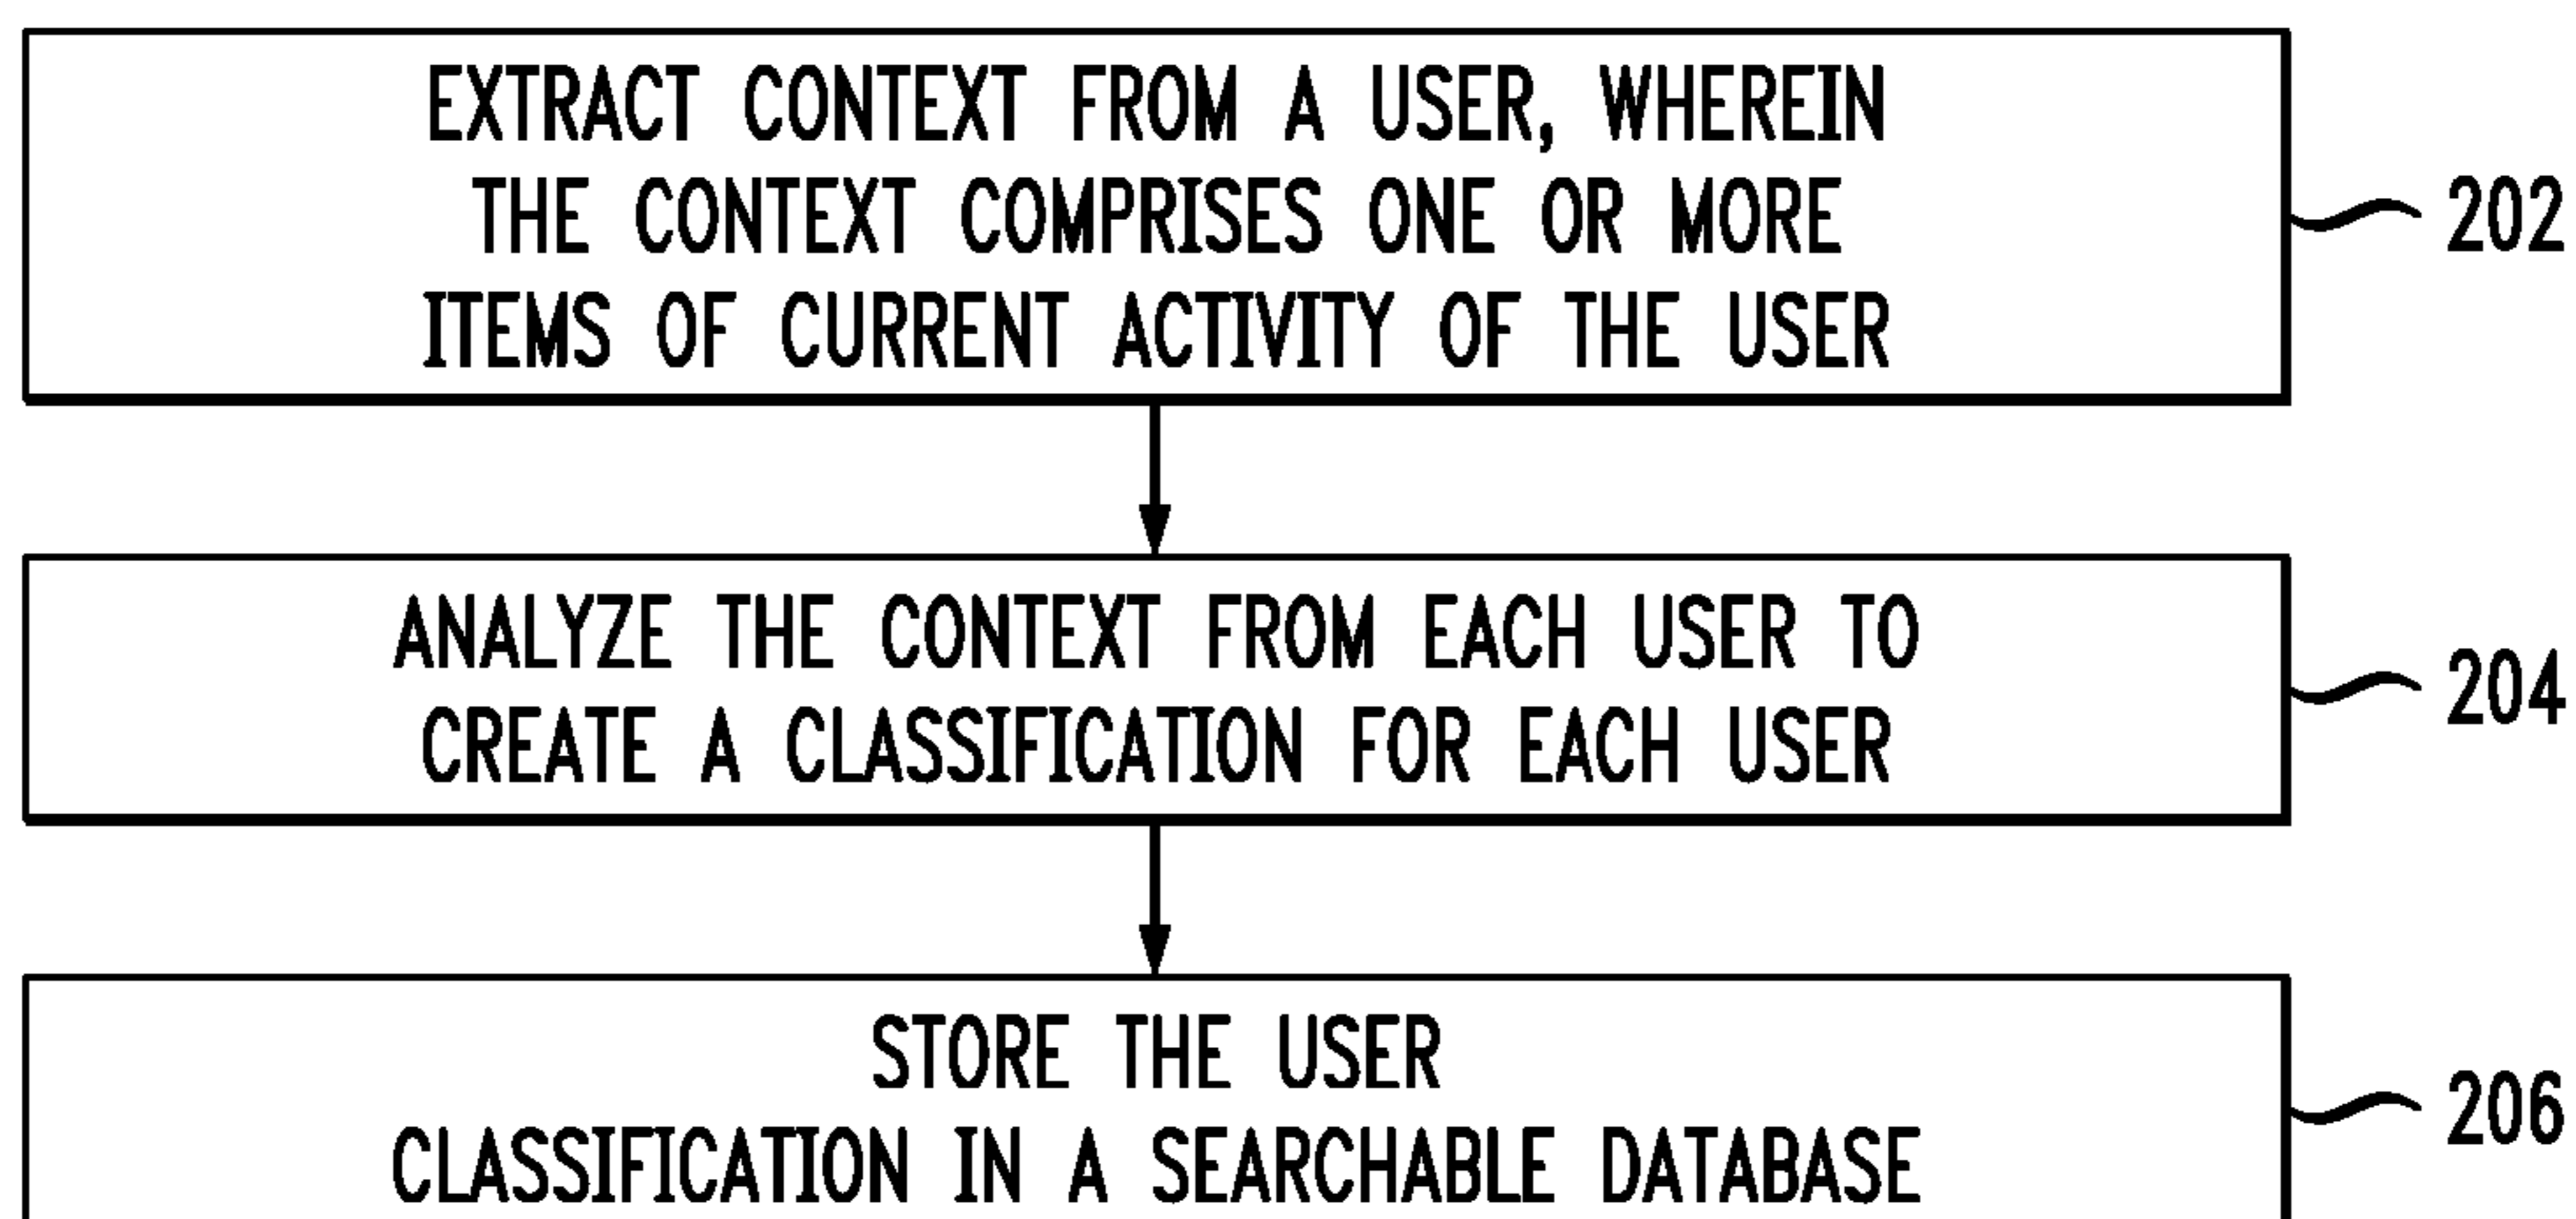 EXTRACT CONTEXT FROM A USER, WHEREIN
THE CONTEXT COMPRISES ONE OR MORE
ITEMS OF CURRENT ACTIVITY OF THE USER
202
ANALYZE THE CONTEXT FROM EACH USER TO
CREATE A CLASSIFICATION FOR EACH USER
204
STORE THE USER
CLASSIFICATION IN A SEARCHABLE DATABASE
206